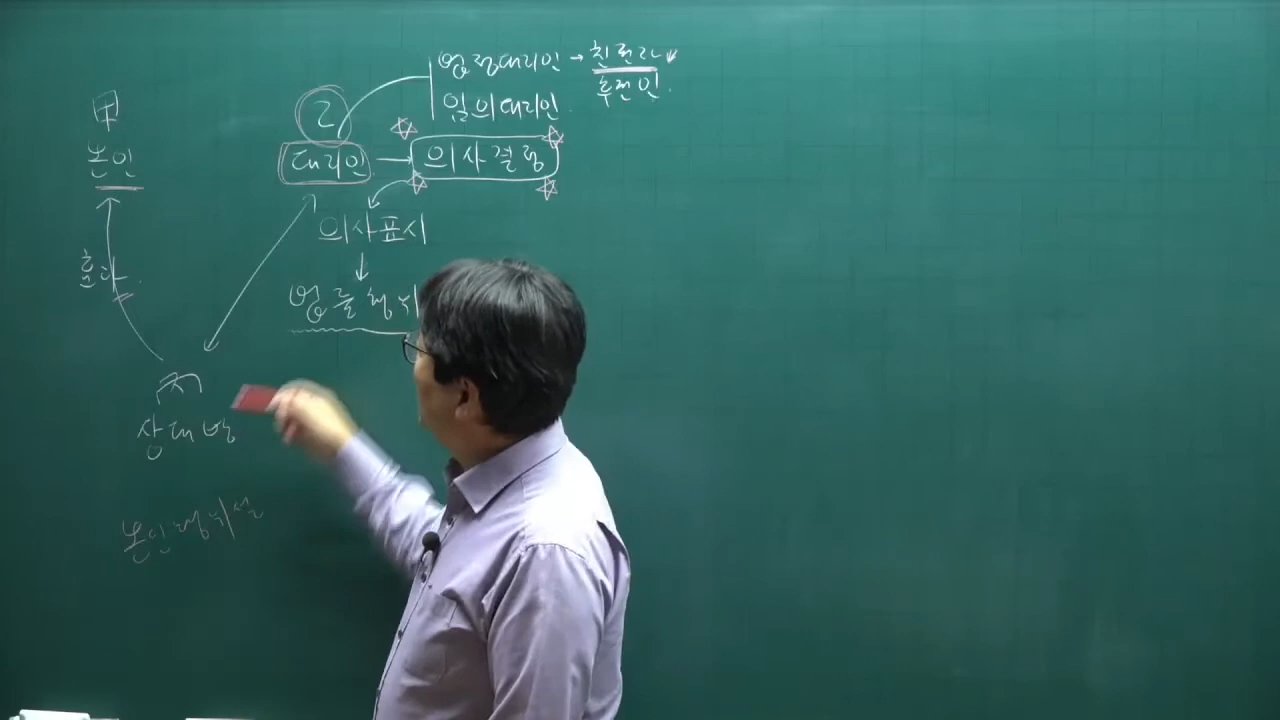 법정대리인 → 친권자
후견인
임의대리인
甲
본인
乙
대리인 → 의사결정
의사표시
효과
법률행위
丙
상대방
본인행위설